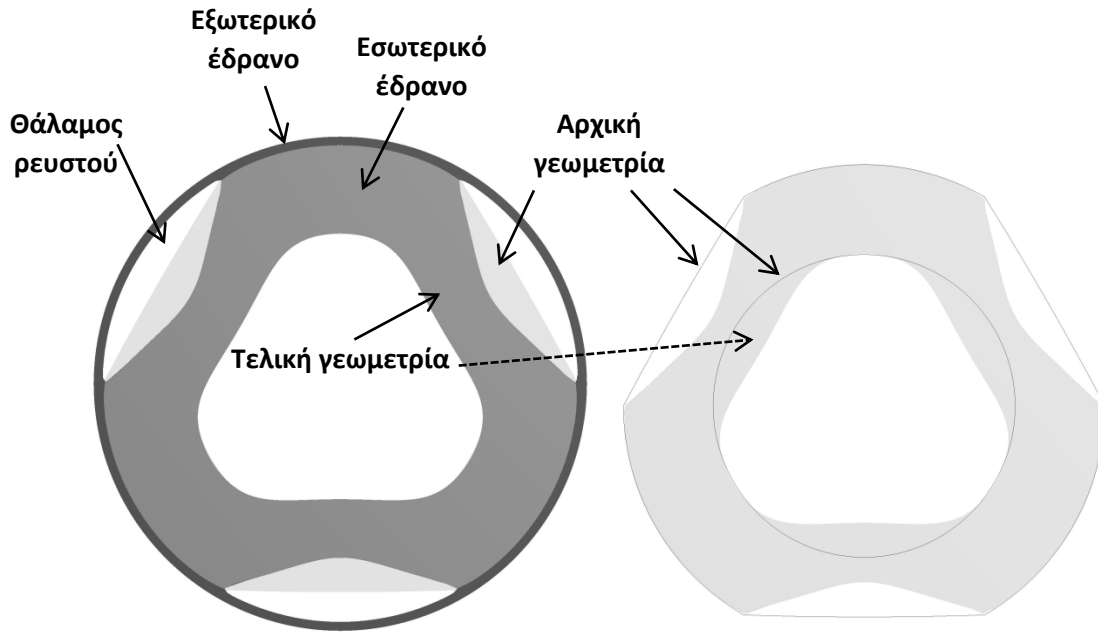 Εξωτερικό
έδρανο
Εσωτερικό
έδρανο
Θάλαμος
ρευστού
Αρχική
γεωμετρία
Τελική γεωμετρία